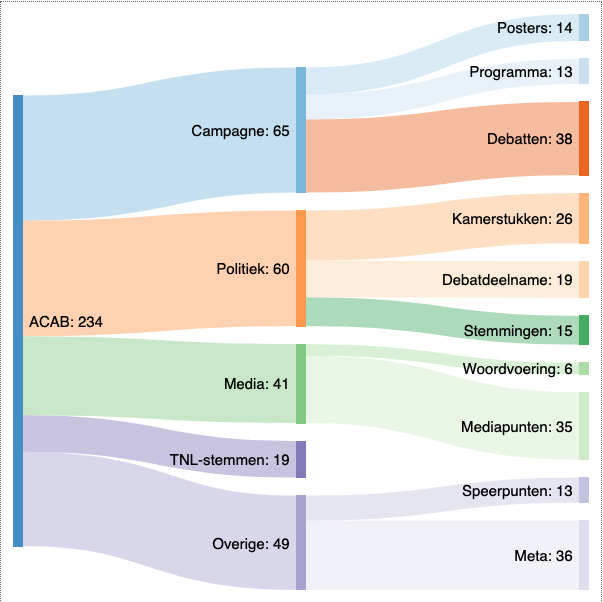 Posters: 14
Programma: 13
Campagne: 65
Debatten: 38
Kamerstukken: 26
Politiek: 60
Debatdeelname: 19
ACAB: 234
Stemmingen: 15
Woordvoering: 6
Media: 41
Mediapunten: 35
TNL-stemmen: 19
Speerpunten: 13
Overige: 49
Meta: 36